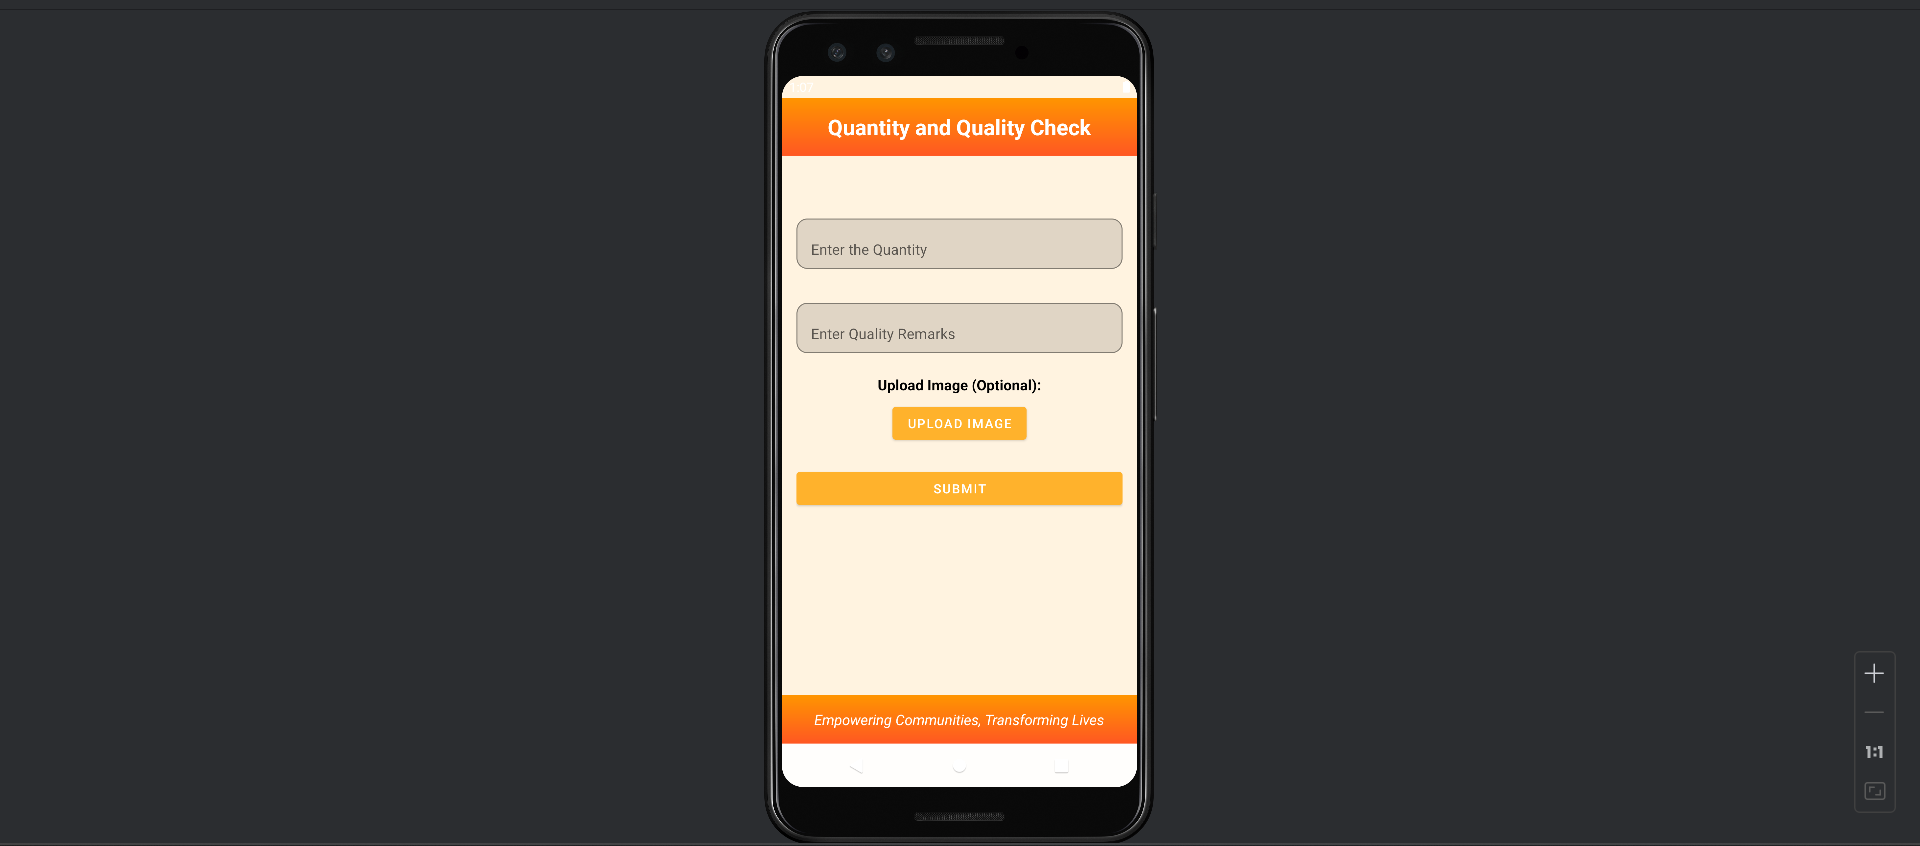 Quantity and Quality Check
Enter the Quantity
Enter Quality Remarks
Upload Image (Optional):
UPLOAD IMAGE
SUBMIT
Empowering Communities, Transforming Lives
1:1